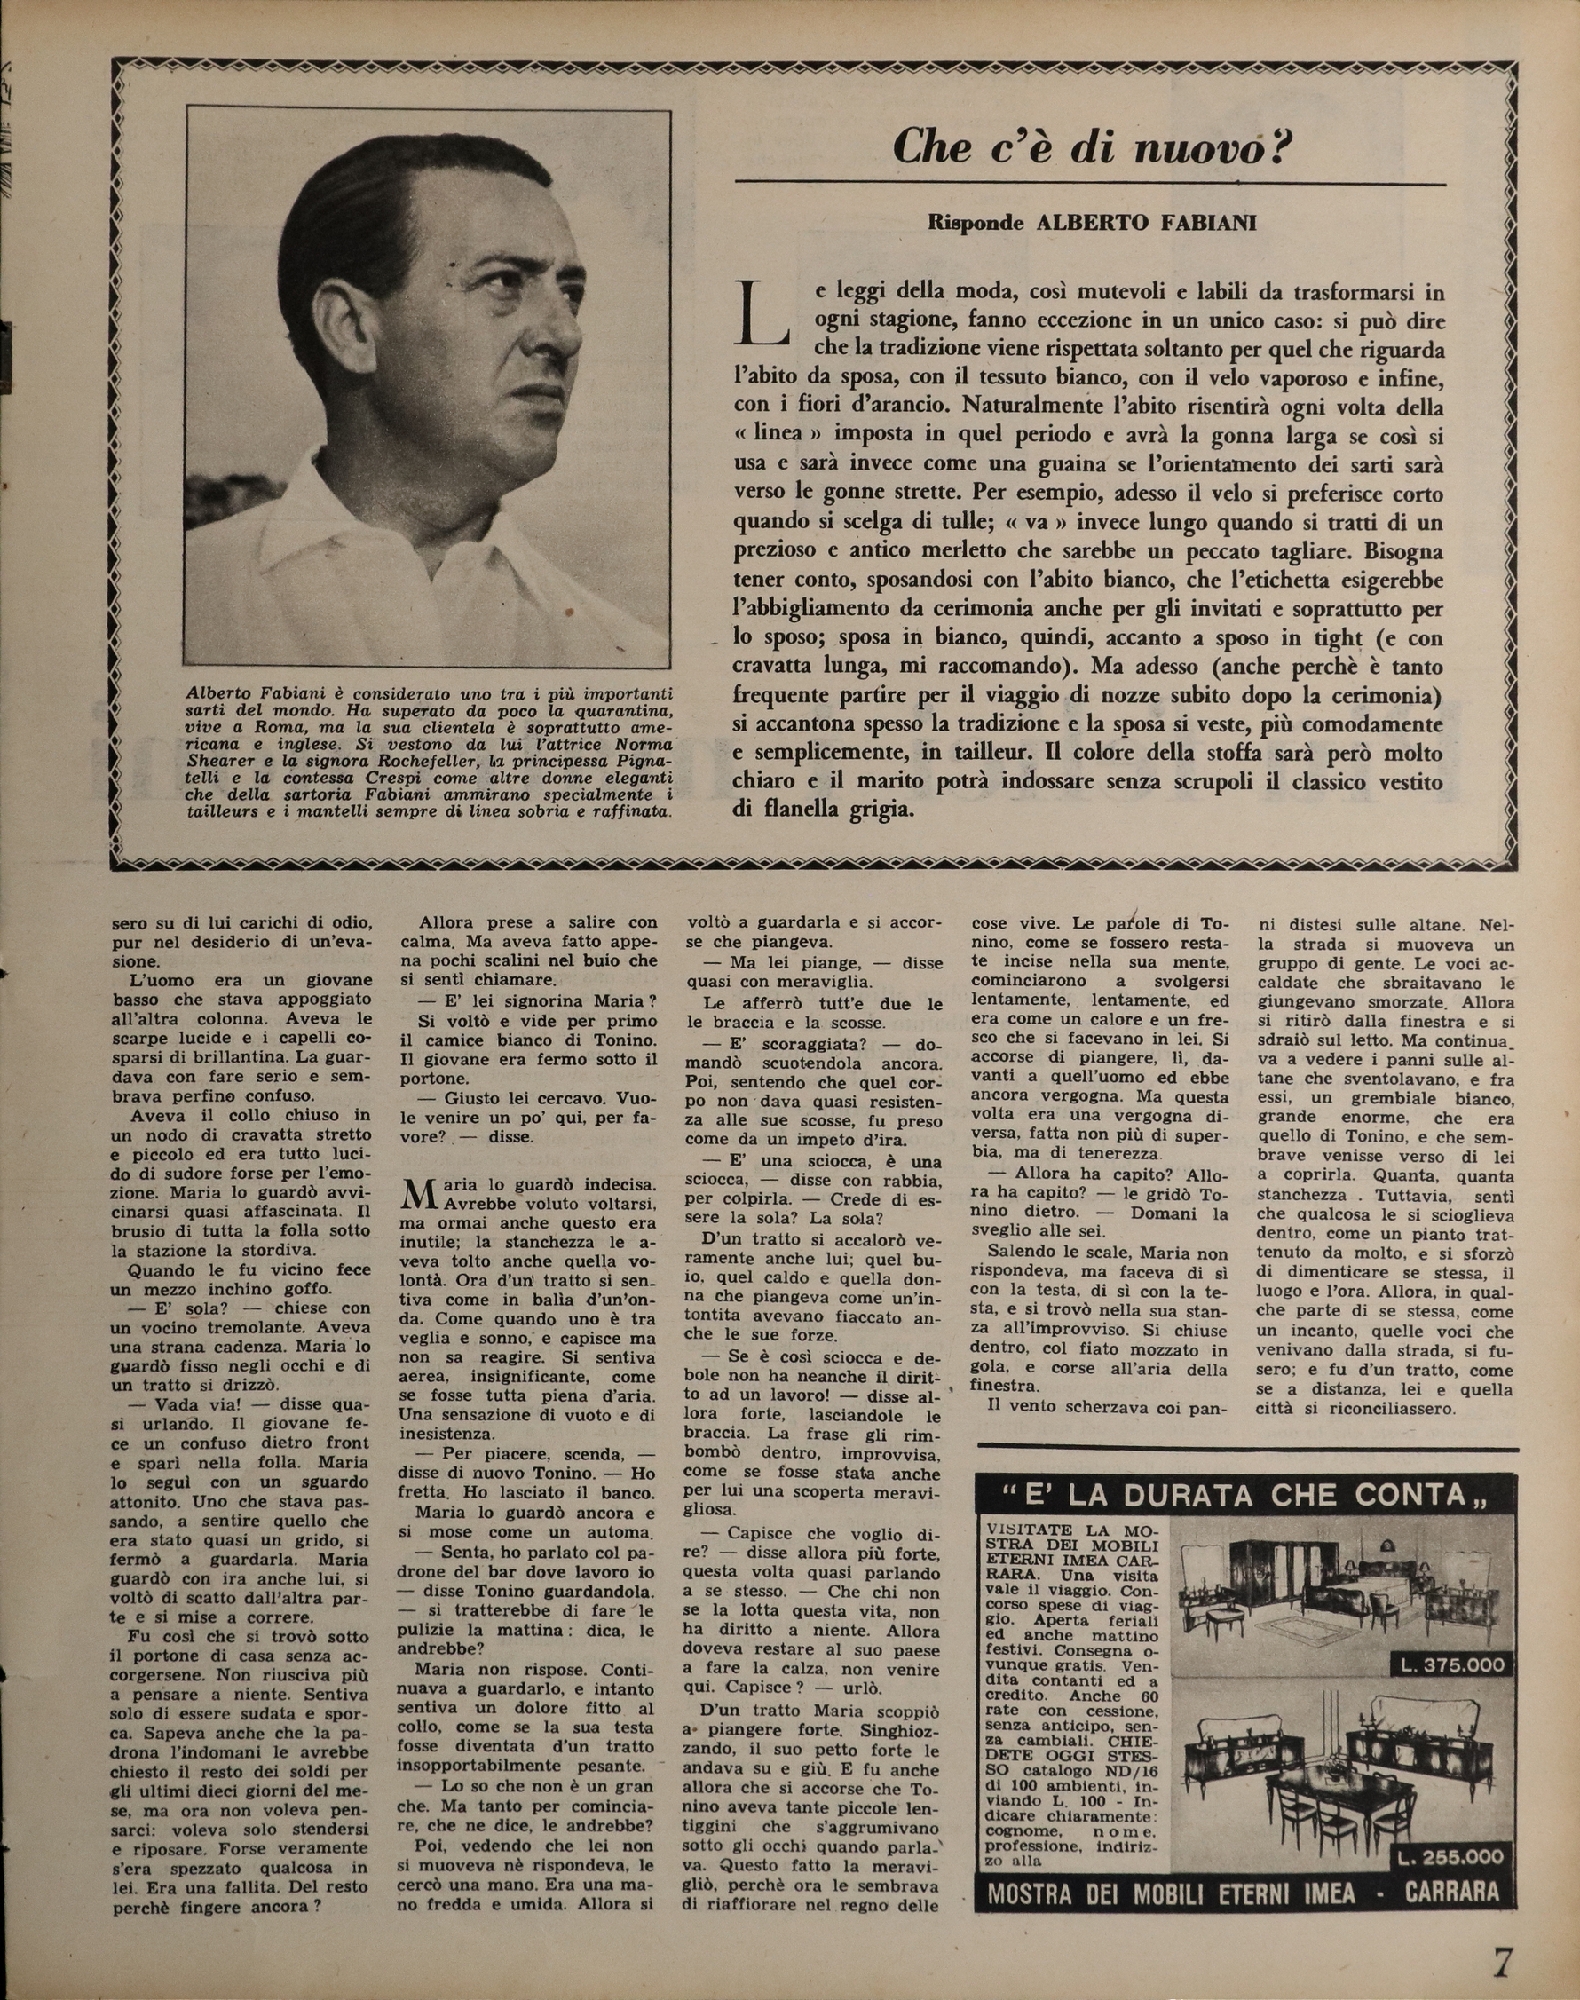 Che c'è di nuovo?
Risponde ALBERTO FABIANI
Le leggi della moda, così mutevoli e labili da trasformarsi in
ogni stagione, fanno eccezione in un unico caso: si può dire
che la tradizione viene rispettata soltanto per quel che riguarda
l'abito da sposa, con il tessuto bianco, con il velo vaporoso e infine,
con i fiori d'arancio. Naturalmente l'abito risentirà ogni volta della
« linea » imposta in quel periodo e avrà la gonna larga se così si
usa e sarà invece come una guaina se l'orientamento dei sarti sarà
verso le gonne strette. Per esempio, adesso il velo si preferisce corto
quando si scelga di tulle; « va » invece lungo quando si tratti di un
prezioso e antico merletto che sarebbe un peccato tagliare. Bisogna
tener conto, sposandosi con l'abito bianco, che l'etichetta esigerebbe
l'abbigliamento da cerimonia anche per gli invitati e soprattutto per
lo sposo; sposa in bianco, quindi, accanto a sposo in tight (e con
cravatta lunga, mi raccomando). Ma adesso (anche perchè è tanto
frequente partire per il viaggio di nozze subito dopo la cerimonia)
si accantona spesso la tradizione e la sposa si veste, più comodamente
e semplicemente, in tailleur. Il colore della stoffa sarà però molto
chiaro e il marito potrà indossare senza scrupoli il classico vestito
di flanella grigia.
Alberto Fabiani è considerato uno tra i più importanti
sarti del mondo. Ha superato da poco la quarantina,
vive a Roma, ma la sua clientela è soprattutto ame-
ricana e inglese. Si vestono da lui l'attrice Norma
Shearer e la signora Rochefeller, la principessa Pigna-
telli e la contessa Crespi come altre donne eleganti
che della sartoria Fabiani ammirano specialmente i
tailleurs e i mantelli sempre di linea sobria e raffinata.
sero su di lui carichi di odio,
pur nel desiderio di un'eva-
sione.
L'uomo era un giovane
basso che stava appoggiato
all'altra colonna. Aveva le
scarpe lucide e i capelli co-
sparsi di brillantina. La guar-
dava con fare serio e sem-
brava perfino confuso.
Aveva il collo chiuso in
un nodo di cravatta stretto
e piccolo ed era tutto luci-
do di sudore forse per l'emo-
zione. Maria lo guardò avvi-
cinarsi quasi affascinata. Il
brusio di tutta la folla sotto
la stazione la stordiva.
Quando le fu vicino fece
un mezzo inchino goffo.
— E' sola? — chiese con
un vocino tremolante. Aveva
una strana cadenza. Maria lo
guardò fisso negli occhi e di
un tratto si drizzò.
— Vada via! — disse qua-
si urlando. Il giovane fe-
ce un confuso dietro front
e sparì nella folla. Maria
lo seguì con un sguardo
attonito. Uno che stava pas-
sando, a sentire quello che
era stato quasi un grido, si
fermò a guardarla. Maria
guardò con ira anche lui, si
voltò di scatto dall'altra par-
te e si mise a correre.
Fu così che si trovò sotto
il portone di casa senza ac-
corgersene. Non riusciva più
a pensare a niente. Sentiva
solo di essere sudata e spor-
ca. Sapeva anche che la pa-
drona l'indomani le avrebbe
chiesto il resto dei soldi per
gli ultimi dieci giorni del me-
se, ma ora non voleva pen-
sarci: voleva solo stendersi
e riposare. Forse veramente
s'era spezzato qualcosa in
lei. Era una fallita. Del resto
perchè fingere ancora?
Allora prese a salire con
calma. Ma aveva fatto appe-
na pochi scalini nel buio che
si sentì chiamare.
— E' lei signorina Maria?
Si voltò e vide per primo
il camice bianco di Tonino.
Il giovane era fermo sotto il
portone.
— Giusto lei cercavo. Vuo-
le venire un po' qui, per fa-
vore? — disse.
Maria lo guardò indecisa.
Avrebbe voluto voltarsi,
ma ormai anche questo era
inutile; la stanchezza le a-
veva tolto anche quella vo-
lontà. Ora d'un tratto si sen-
tiva come in balìa d'un'on-
da. Come quando uno è tra
veglia e sonno, e capisce ma
non sa reagire. Si sentiva
aerea, insignificante, come
se fosse tutta piena d'aria.
Una sensazione di vuoto e di
inesistenza.
— Per piacere, scenda, —
disse di nuovo Tonino. — Ho
fretta. Ho lasciato il banco.
Maria lo guardò ancora e
si mose come un automa.
— Senta, ho parlato col pa-
drone del bar dove lavoro io
— disse Tonino guardandola.
— si tratterebbe di fare le
pulizie la mattina: dica, le
andrebbe?
Maria non rispose. Conti-
nuava a guardarlo, e intanto
sentiva un dolore fitto al
collo, come se la sua testa
fosse diventata d'un tratto
insopportabilmente pesante.
— Lo so che non è un gran
che. Ma tanto per comincia-
re, che ne dice, le andrebbe?
Poi, vedendo che lei non
si muoveva nè rispondeva, le
cercò una mano. Era una ma-
no fredda e umida. Allora si
voltò a guardarla e si accor-
se che piangeva.
— Ma lei piange, — disse
quasi con meraviglia.
Le afferrò tutt'e due le
le braccia e la scosse.
— E' scoraggiata? — do-
mandò scuotendola ancora.
Poi, sentendo che quel cor-
po non dava quasi resisten-
za alle sue scosse, fu preso
come da un impeto d'ira.
— E' una sciocca, è una
sciocca, — disse con rabbia,
per colpirla. — Crede di es-
sere la sola? La sola?
D'un tratto si accalorò ve-
ramente anche lui; quel bu-
io, quel caldo e quella don-
na che piangeva come un'in-
tontita avevano fiaccato an-
che le sue forze.
— Se è così sciocca e de-
bole non ha neanche il dirit-
to ad un lavoro! — disse al-
lora forte, lasciandole le
braccia. La frase gli rim-
bombò dentro, improvvisa,
come se fosse stata anche
per lui una scoperta meravi-
gliosa.
— Capisce che voglio di-
re? — disse allora più forte,
questa volta quasi parlando
a se stesso. — Che chi non
se la lotta questa vita, non
ha diritto a niente. Allora
doveva restare al suo paese
a fare la calza, non venire
qui. Capisce? — urlò.
D'un tratto Maria scoppiò
a piangere forte. Singhioz-
zando, il suo petto forte le
andava su e giù. E fu anche
allora che si accorse che To-
nino aveva tante piccole len-
tiggini che s'aggrumivano
sotto gli occhi quando parla-
va. Questo fatto la meravi-
gliò, perchè ora le sembrava
di riaffiorare nel regno delle
cose vive. Le parole di To-
nino, come se fossero resta-
te incise nella sua mente,
cominciarono a svolgersi
lentamente, lentamente, ed
era come un calore e un fre-
sco che si facevano in lei. Si
accorse di piangere, lì, da-
vanti a quell'uomo ed ebbe
ancora vergogna. Ma questa
volta era una vergogna di-
versa, fatta non più di super-
bia, ma di tenerezza.
— Allora ha capito? Allo-
ra ha capito? — le gridò To-
nino dietro. — Domani la
sveglio alle sei.
Salendo le scale, Maria non
rispondeva, ma faceva di sì
con la testa, di sì con la te-
sta, e si trovò nella sua stan-
za all'improvviso. Si chiuse
dentro, col fiato mozzato in
gola, e corse all'aria della
finestra.
Il vento scherzava coi pan-
ni distesi sulle altane. Nel-
la strada si muoveva un
gruppo di gente. Le voci ac-
caldate che sbraitavano le
giungevano smorzate. Allora
si ritirò dalla finestra e si
sdraiò sul letto. Ma continua-
va a vedere i panni sulle al-
tane che sventolavano, e fra
essi, un grembiale bianco,
grande enorme, che era
quello di Tonino, e che sem-
brave venisse verso di lei
a coprirla. Quanta, quanta
stanchezza . Tuttavia, sentì
che qualcosa le si scioglieva
dentro, come un pianto trat-
tenuto da molto, e si sforzò
di dimenticare se stessa, il
luogo e l'ora. Allora, in qual-
che parte di se stessa, come
un incanto, quelle voci che
venivano dalla strada, si fu-
sero; e fu d'un tratto, come
se a distanza, lei e quella
città si riconciliassero.
“ E' LA DURATA CHE CONTA „
VISITATE LA MO-
STRA DEI MOBILI
ETERNI IMEA CAR-
RARA. Una visita
vale il viaggio. Con-
corso spese di viag-
gio. Aperta feriali
ed anche mattino
festivi. Consegna o-
vunque gratis. Ven-
dita contanti ed a
credito. Anche 60
rate con cessione,
senza anticipo, sen-
za cambiali. CHIE-
DETE OGGI STES-
SO catalogo ND/16
di 100 ambienti, in-
viando L. 100 - In-
dicare chiaramente:
cognome, nome,
professione, indiriz-
zo alla
L. 375.000
L. 255.000
MOSTRA DEI MOBILI ETERNI IMEA - CARRARA
7